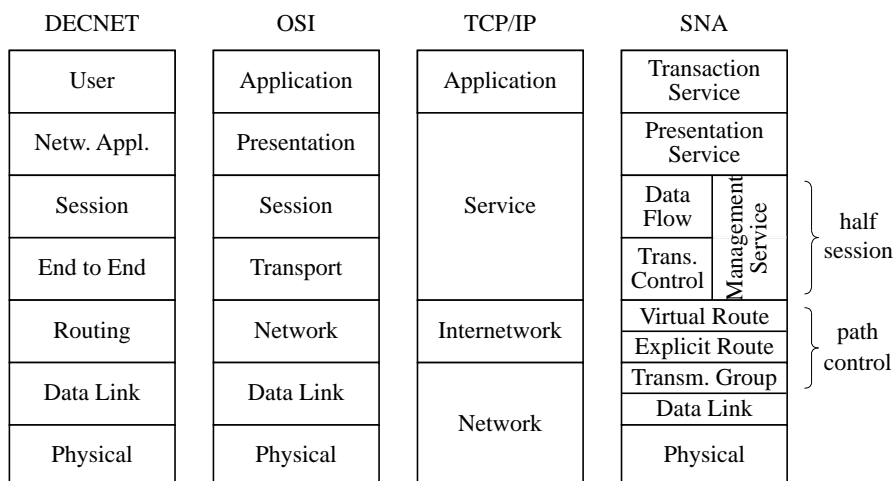 DECNET
User
Netw. Appl.
Session
End to End
Routing
Data Link
Physical
OSI
Application
Presentation
Session
Transport
Network
Data Link
Physical
TCP/IP
Application
Service
Internetwork
Network
SNA
Transaction
Service
Presentation
Service
Data
Flow
Trans.
Control
Management
Service
Virtual Route
Explicit Route
Transm. Group
Data Link
Physical
half
session
path
control